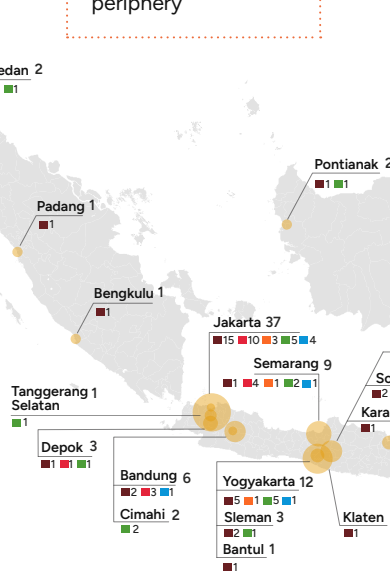 periphery
edan 2
1
Pontianak 2
1 1
Padang 1
1
Bengkulu 1
1
Jakarta 37
15 10 3 5 4
Semarang 9
1 4 1 2 1
So
2
Tanggerang 1
Selatan
1
Kara
1
Depok 3
1 1 1
Bandung 6
2 3 1
Cimahi 2
2
Yogyakarta 12
5 1 5 1
Sleman 3
2 1
Bantul 1
1
Klaten
1